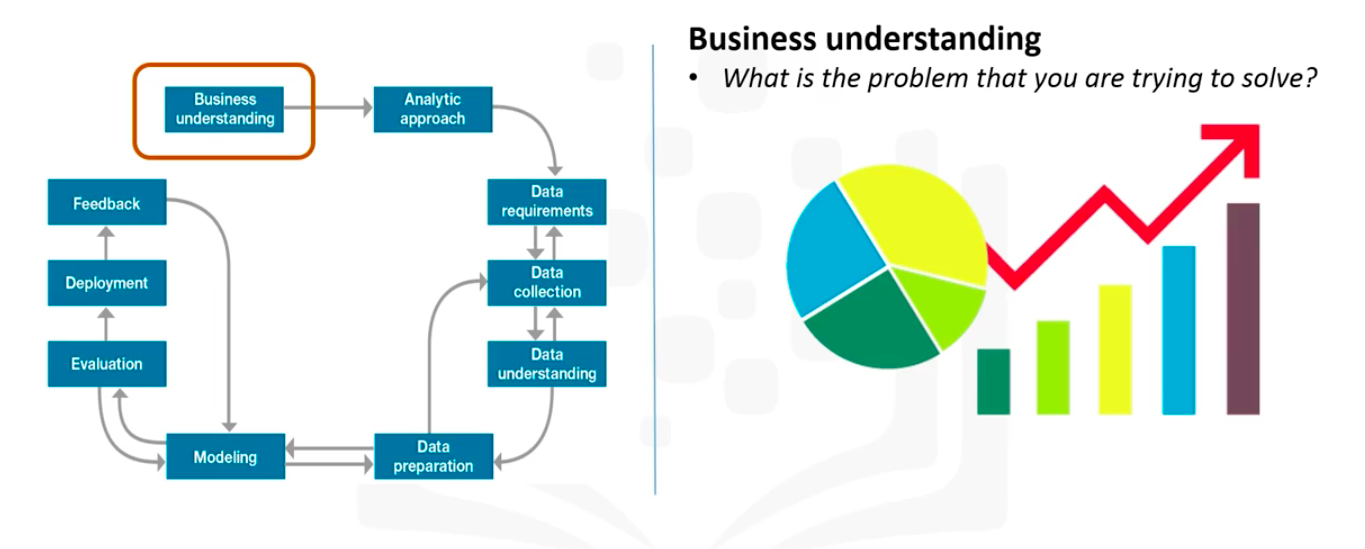 Business understanding
• What is the problem that you are trying to solve?
Business
understanding
Analytic
approach
Data
requirements
Data
collection
Data
understanding
Data
preparation
Modeling
Evaluation
Deployment
Feedback